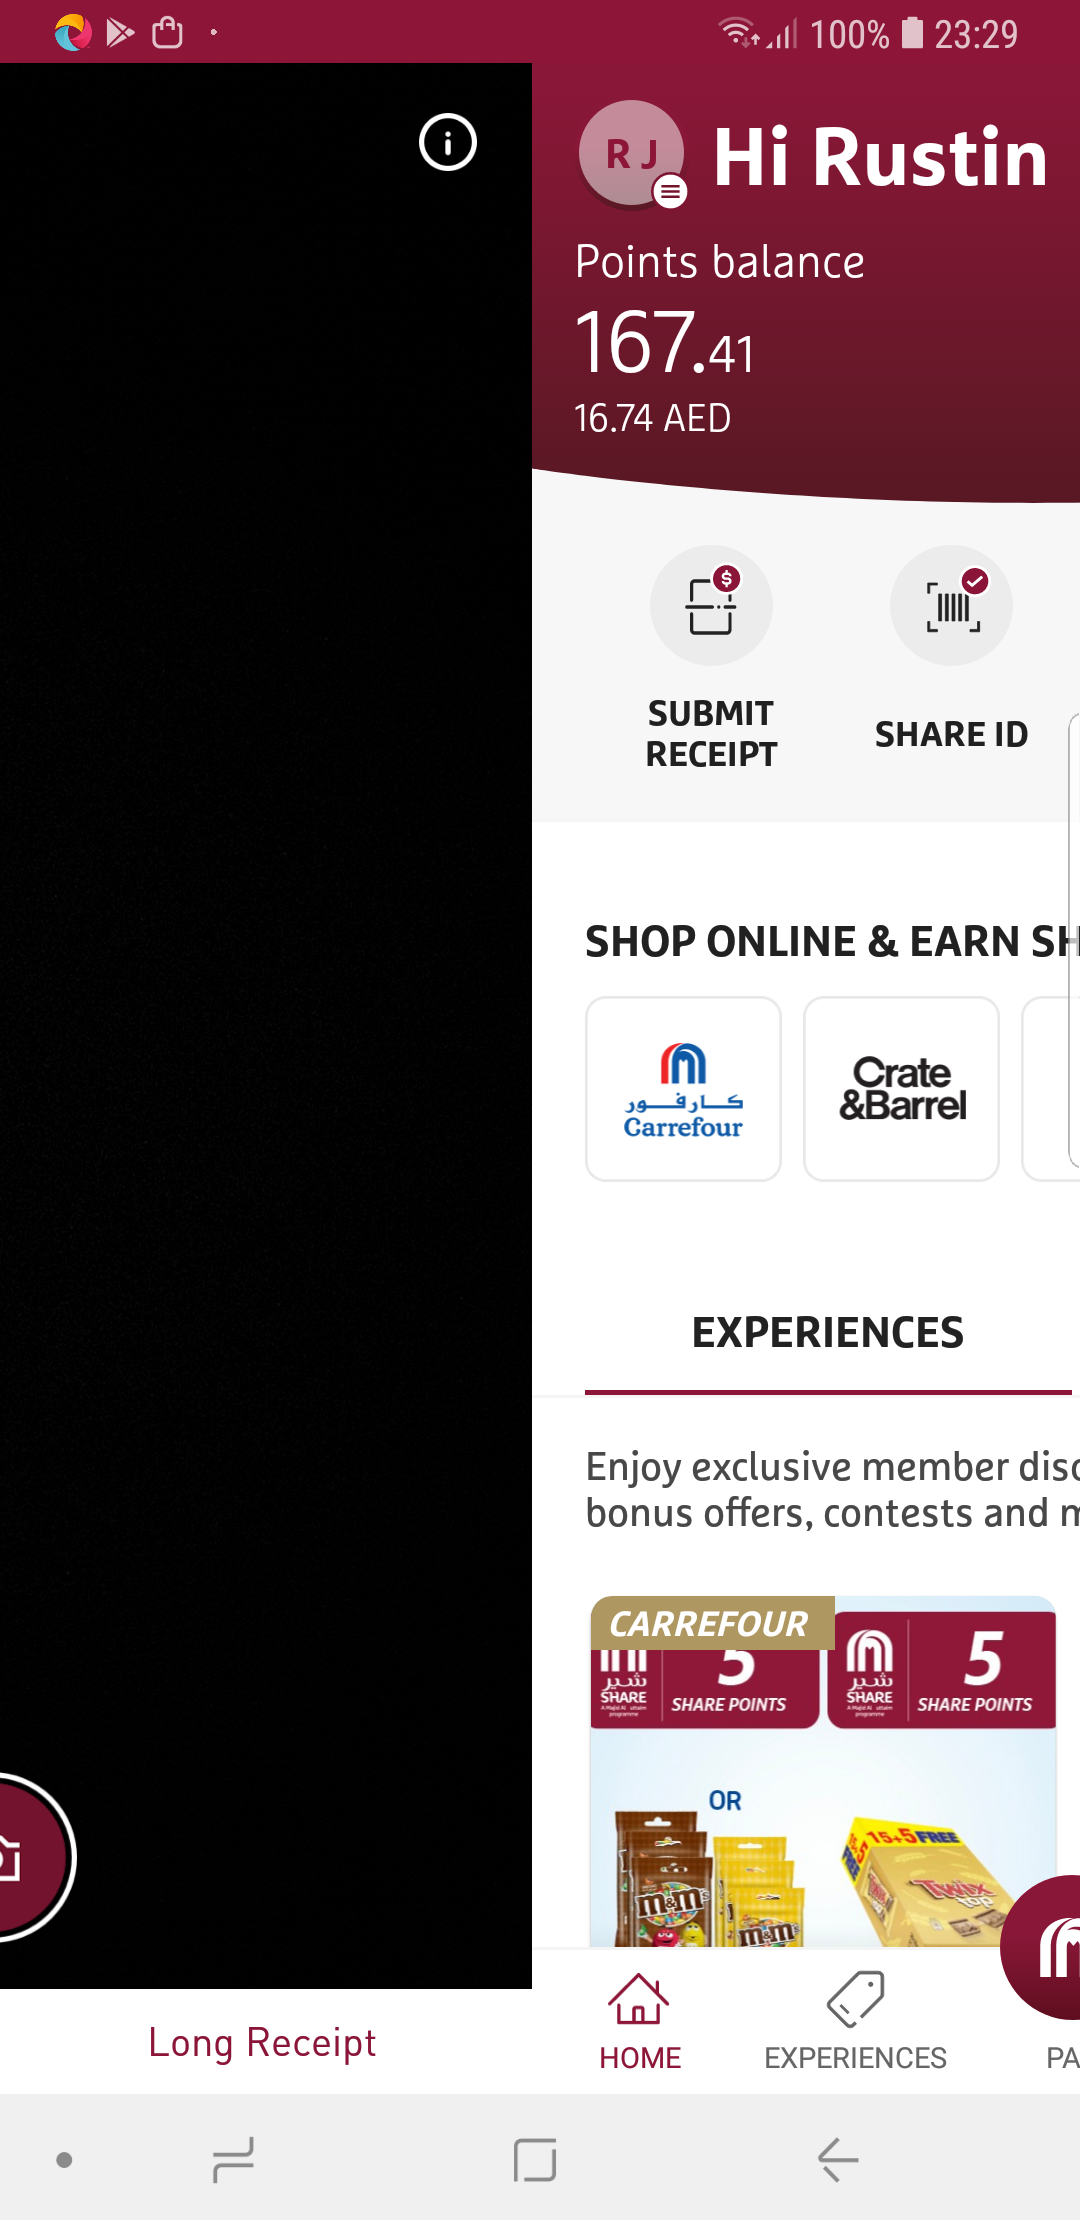 100% 23:29
R J
Hi Rustin
Points balance
167.41
16.74 AED
$
SUBMIT
RECEIPT
SHARE ID
SHOP ONLINE & EARN SH
كارفور
Carrefour
Crate
&Barrel
EXPERIENCES
Enjoy exclusive member disc
bonus offers, contests and m
CARREFOUR
شير
SHARE
5
SHARE POINTS
شير
SHARE
5
SHARE POINTS
OR
15+5 FREE
m&m's
m&m's
Twix
top
Long Receipt
HOME
EXPERIENCES
PA